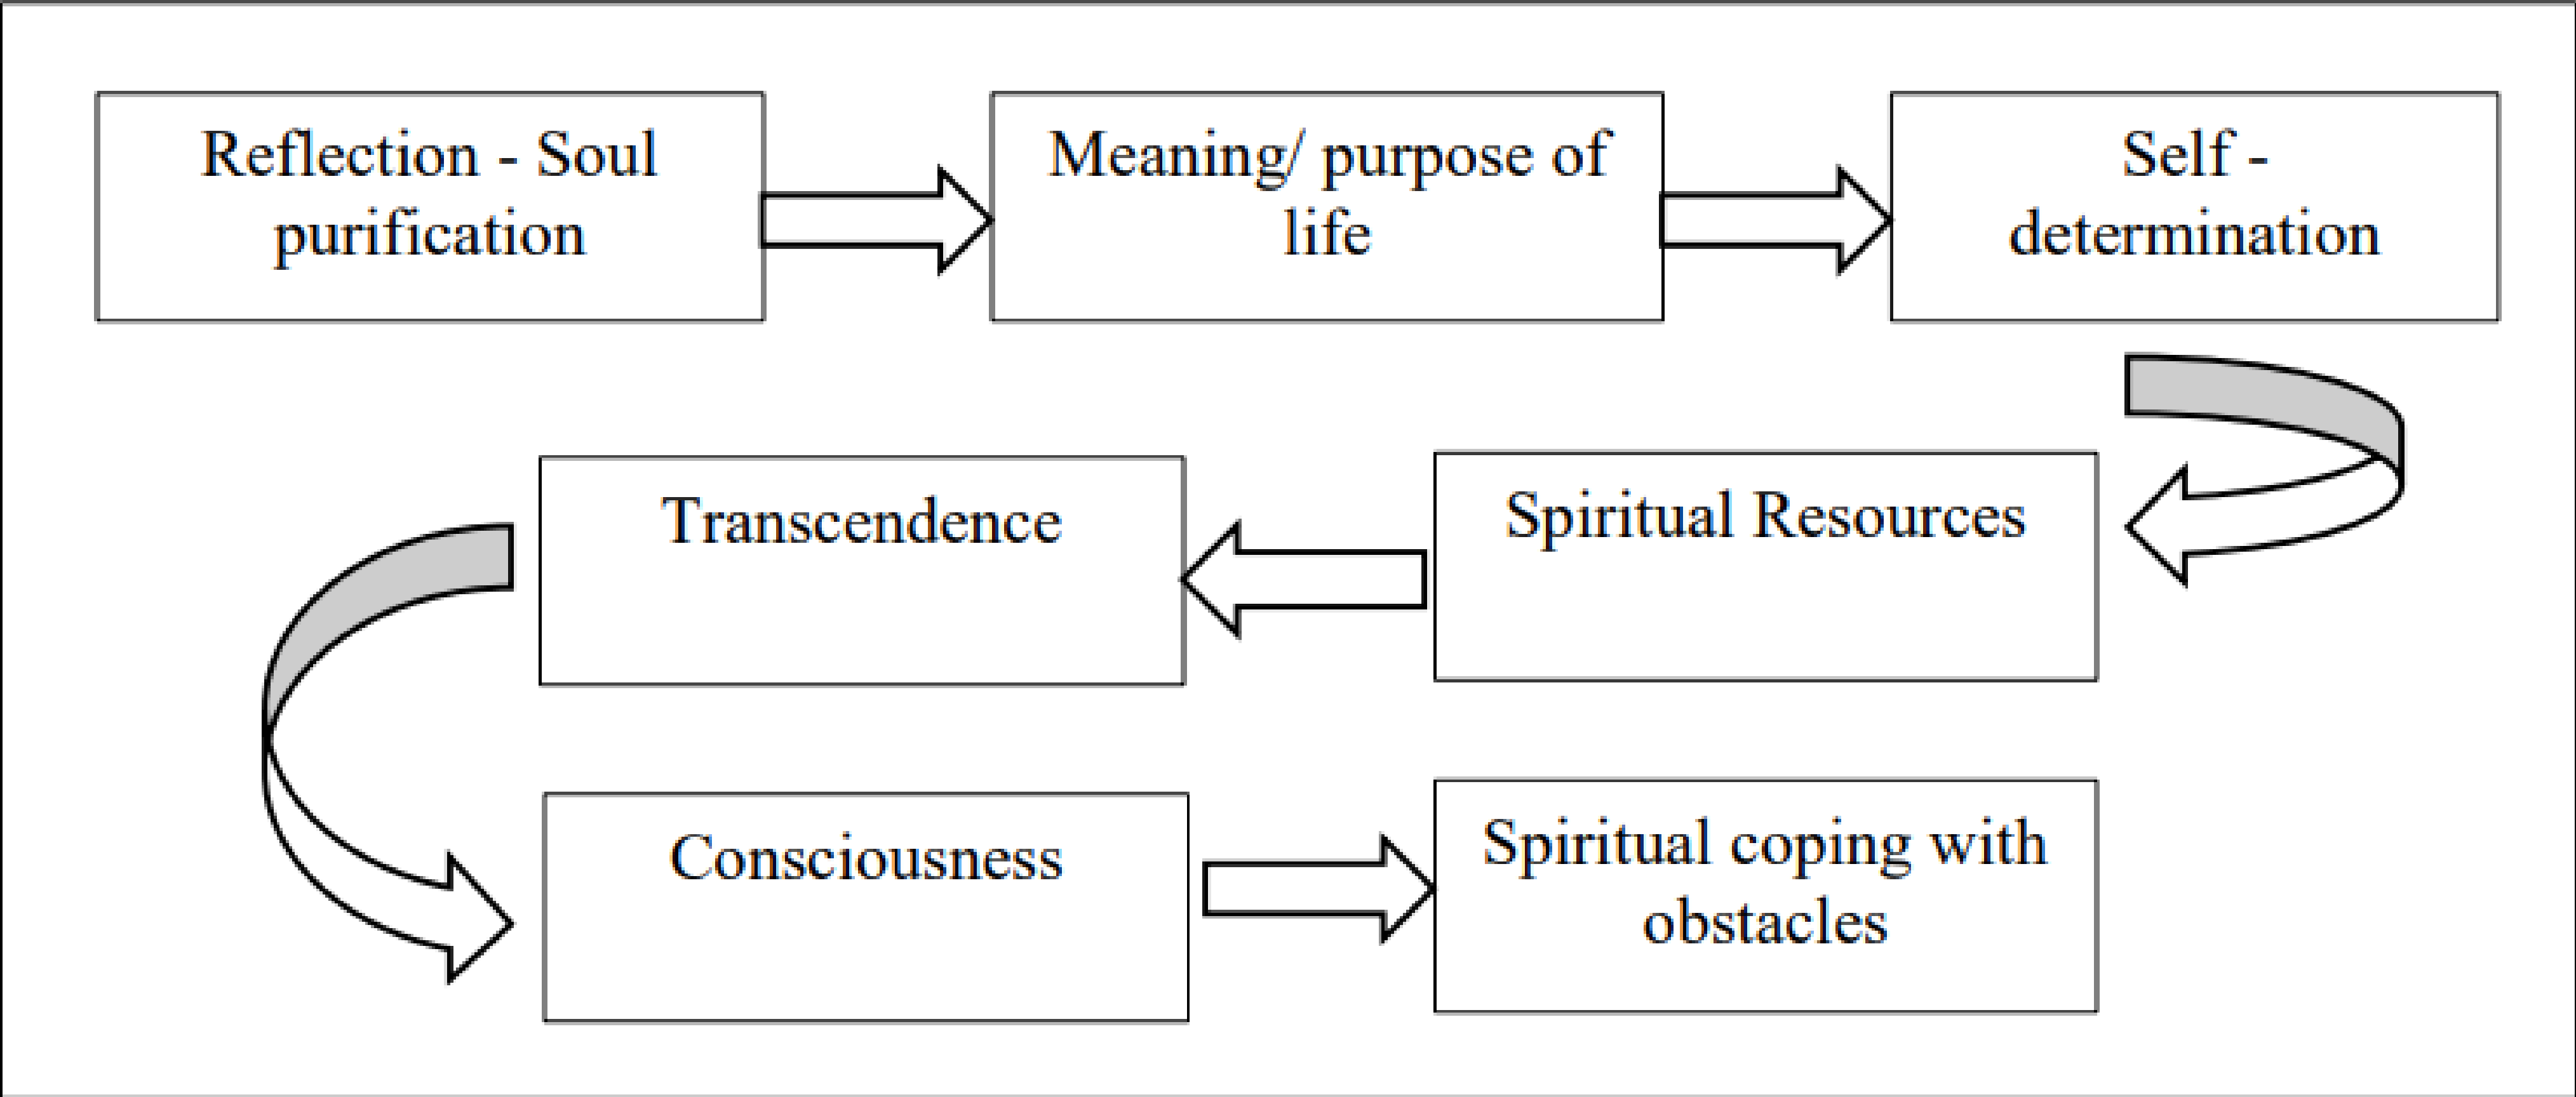 Reflection - Soul
purification
Meaning/ purpose of
life
Self -
determination
Spiritual Resources
Transcendence
Consciousness
Spiritual coping with
obstacles